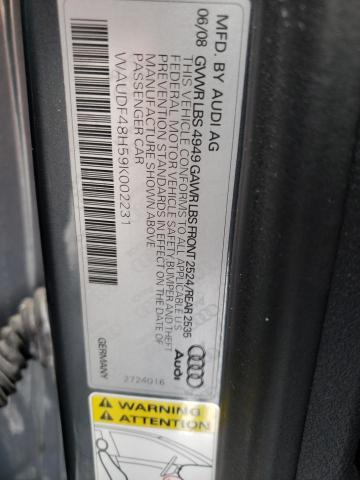 MFD. BY AUDI AG
06/08 GWWR LBS 4949 GAWR LBS FRONT 2524/REAR 2535
THIS VEHICLE CONFORMS TO ALL APPLICABLE U.S.
FEDERAL MOTOR VEHICLE SAFETY, BUMPER AND THEFT
PREVENTION STANDARDS IN EFFECT ON THE DATE OF
MANUFACTURE SHOWN ABOVE
WAUDF48H59K002231
PASSENGER CAR
GERMANY
2724016
Audi
WARNING
ATTENTION